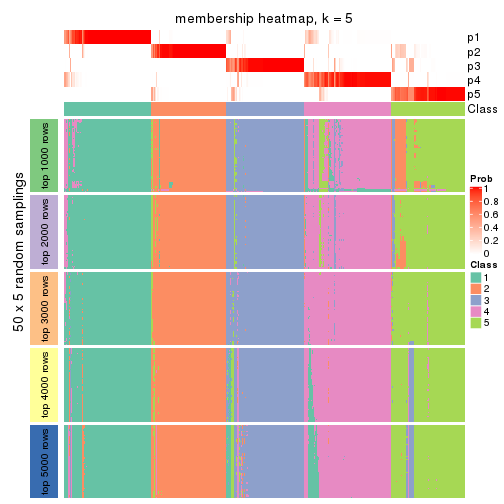 membership heatmap, k = 5
p1
p2
p3
p4
p5
Class
50 x 5 random samplings
top 1000 rows
top 2000 rows
top 3000 rows
top 4000 rows
top 5000 rows
Prob
1
0.8
0.6
0.4
0.2
0
Class
1
2
3
4
5